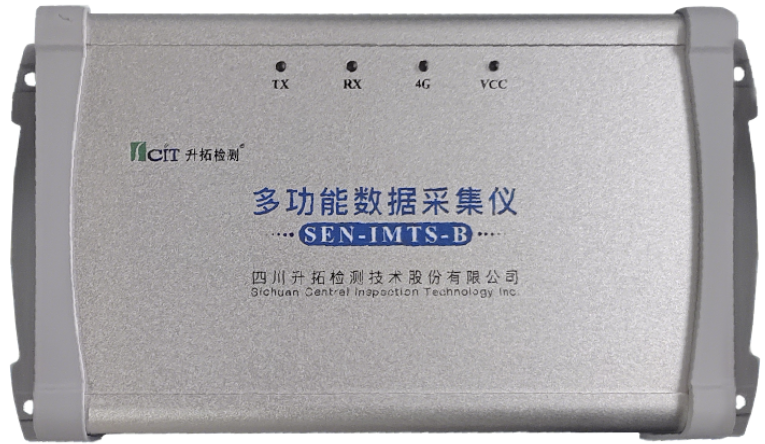 TX RX 4G VCC
SCIT 升拓检测
多功能数据采集仪
SEN-IMTS-B
四川升拓检测技术股份有限公司
Sichuan Central Inspection Technology Inc.